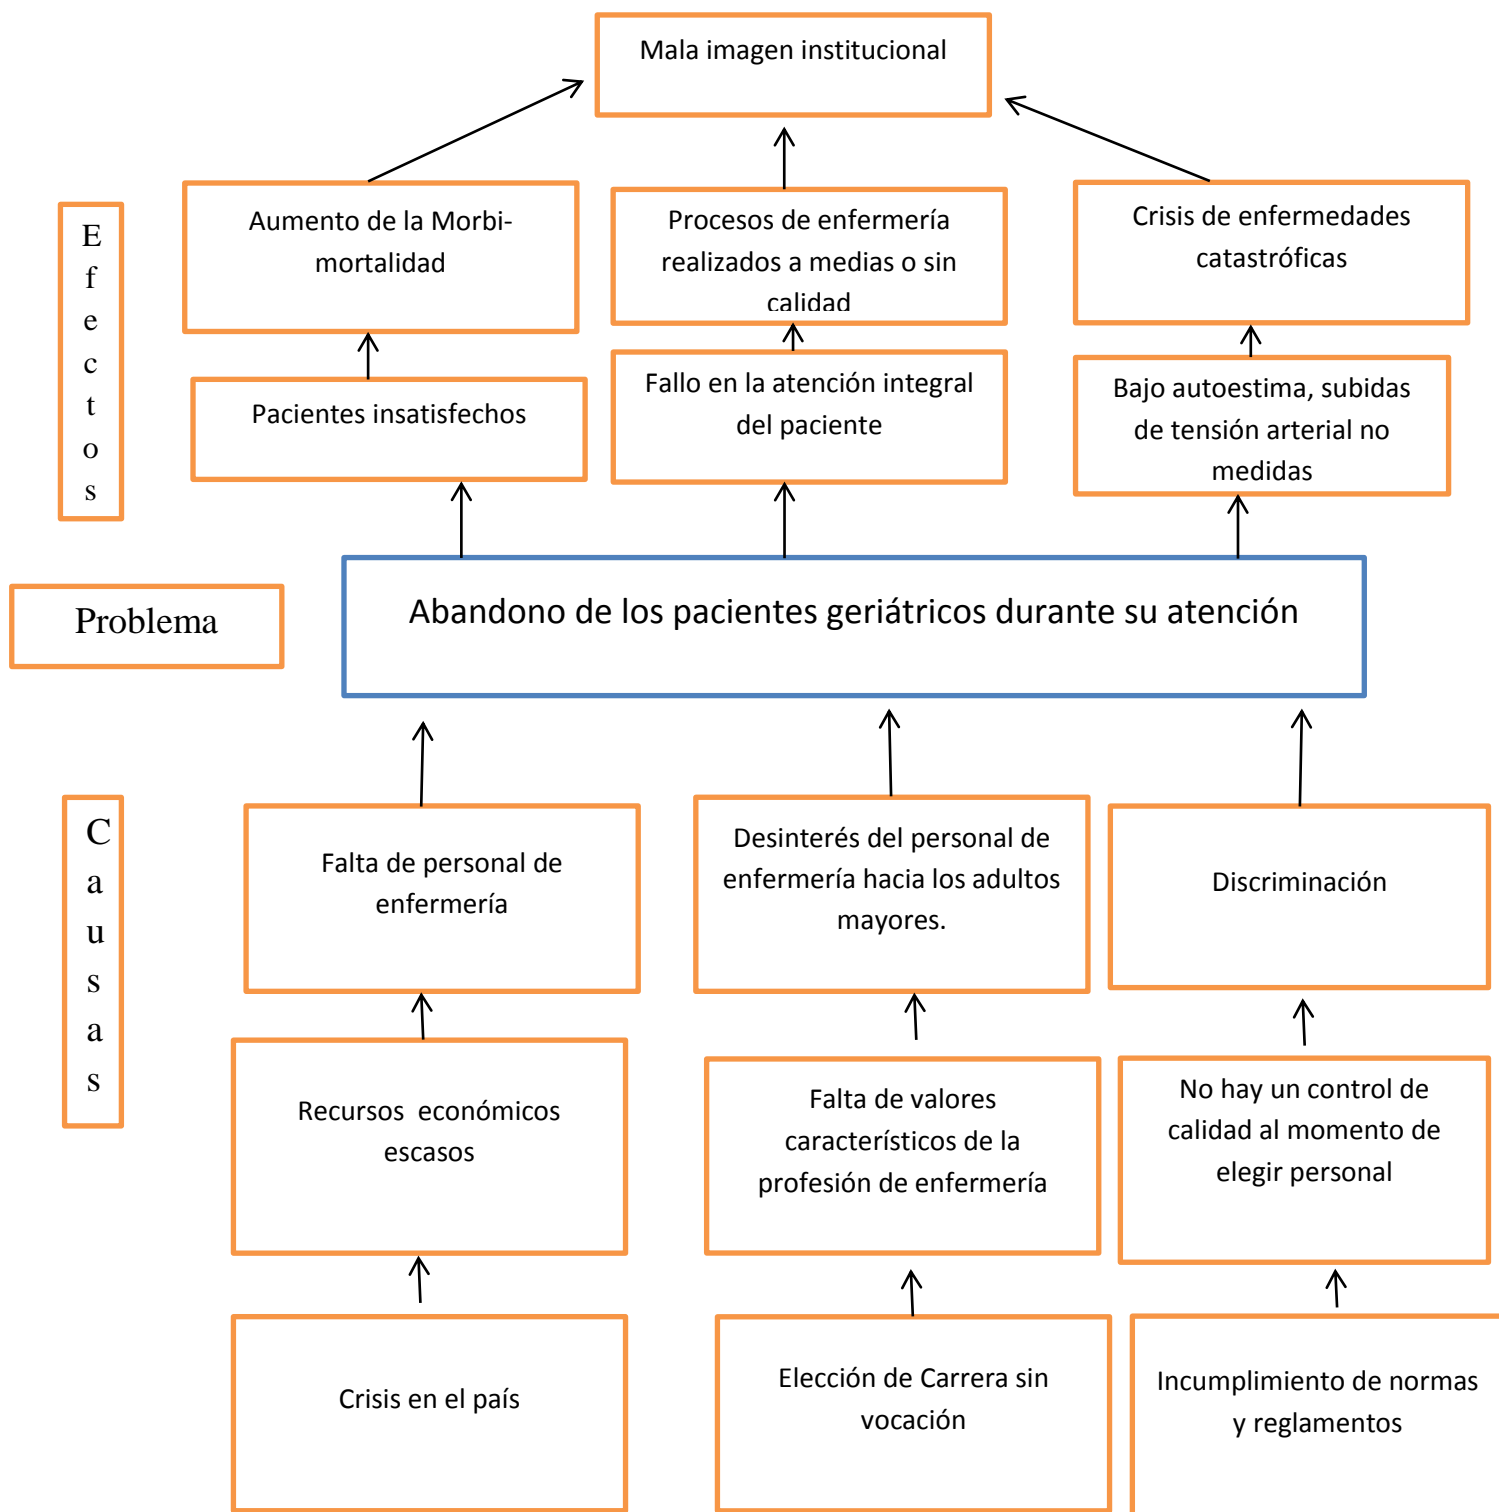 Mala imagen institucional
Aumento de la Morbi-
mortalidad
Procesos de enfermería
realizados a medias o sin
calidad
Crisis de enfermedades
catastróficas
E
f
e
c
t
o
s
Pacientes insatisfechos
Fallo en la atención integral
del paciente
Bajo autoestima, subidas
de tensión arterial no
medidas
Problema
Abandono de los pacientes geriátricos durante su atención
C
a
u
s
a
s
Falta de personal de
enfermería
Desinterés del personal de
enfermería hacia los adultos
mayores.
Discriminación
Recursos  económicos
escasos
Falta de valores
característicos de la
profesión de enfermería
No hay un control de
calidad al momento de
elegir personal
Crisis en el país
Elección de Carrera sin
vocación
Incumplimiento de normas
y reglamentos